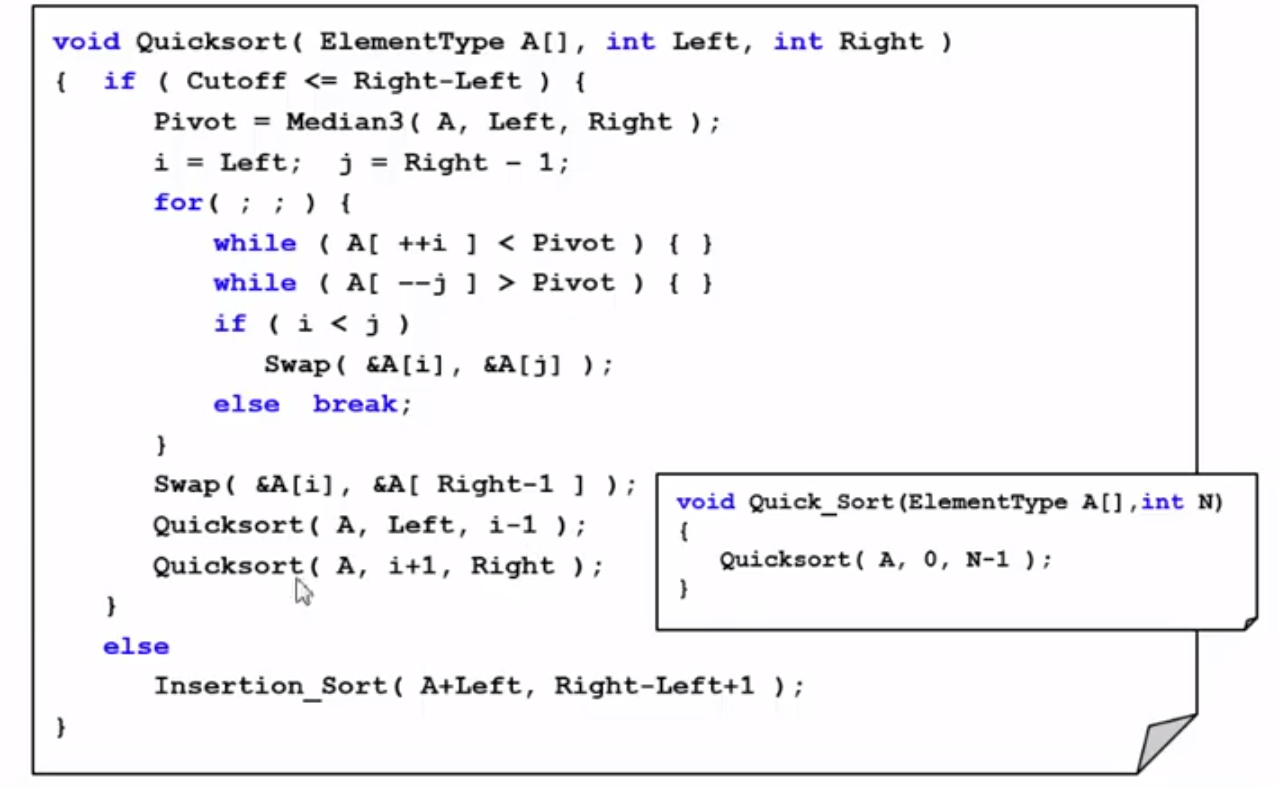 void Quicksort( ElementType A[], int Left, int Right )
{ if ( Cutoff <= Right-Left ) {
Pivot = Median3( A, Left, Right );
i = Left; j = Right - 1;
for( ; ; ) {
while ( A[ ++i ] < Pivot ) { }
while ( A[ --j ] > Pivot ) { }
if ( i < j )
Swap( &A[i], &A[j] );
else break;
}
Swap( &A[i], &A[ Right-1 ] );
Quicksort( A, Left, i-1 );
Quicksort( A, i+1, Right );
}
else
Insertion_Sort( A+Left, Right-Left+1 );
}
void Quick_Sort(ElementType A[],int N)
{
Quicksort( A, 0, N-1 );
}